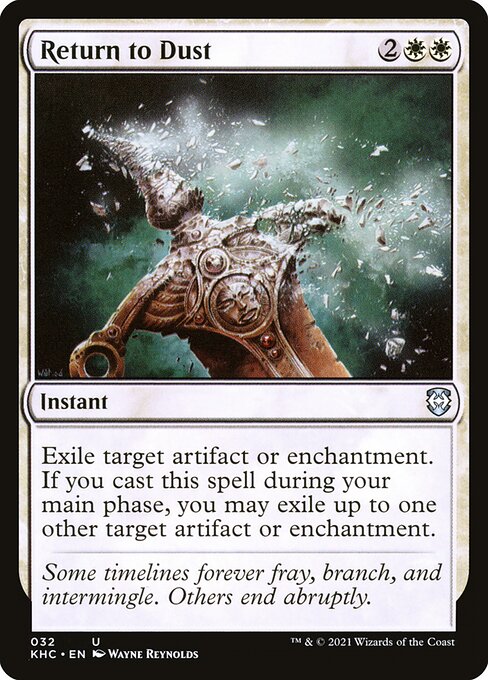 Return to Dust 2
Instant
Exile target artifact or enchantment.
If you cast this spell during your
main phase, you may exile up to one
other target artifact or enchantment.
Some timelines forever fray, branch, and
intermingle. Others end abruptly.
032 U
KHC • EN WAYNE REYNOLDS
™ & © 2021 Wizards of the Coast